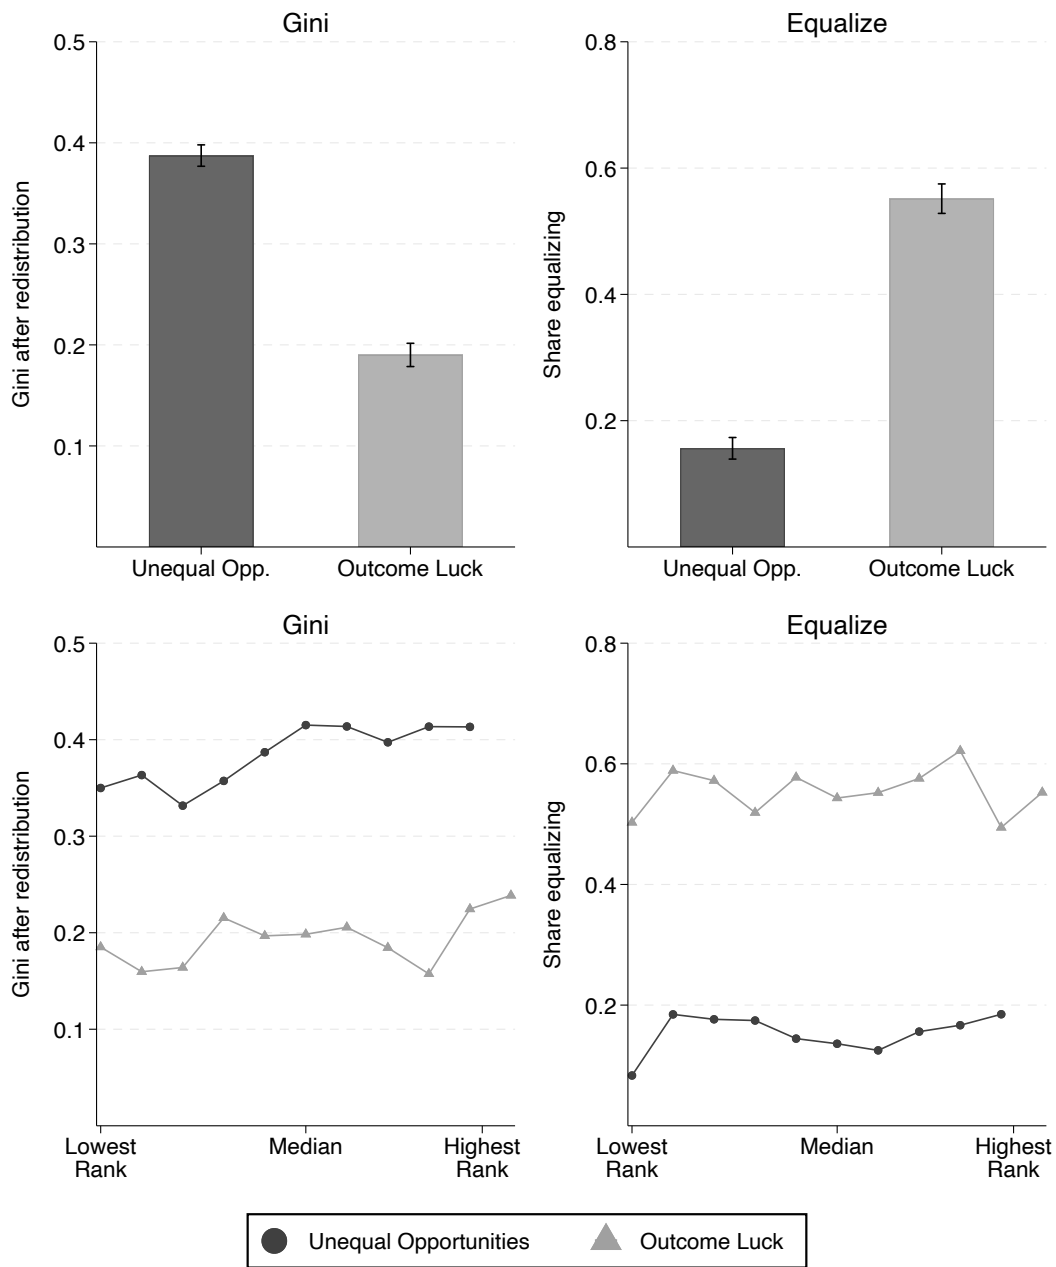 Gini
Gini after redistribution
0.5
0.4
0.3
0.2
0.1
Unequal Opp.
Outcome Luck
Equalize
Share equalizing
0.8
0.6
0.4
0.2
Unequal Opp.
Outcome Luck
Gini
Gini after redistribution
0.5
0.4
0.3
0.2
0.1
Lowest
Rank
Median
Highest
Rank
Equalize
Share equalizing
0.8
0.6
0.4
0.2
Lowest
Rank
Median
Highest
Rank
Unequal Opportunities
Outcome Luck